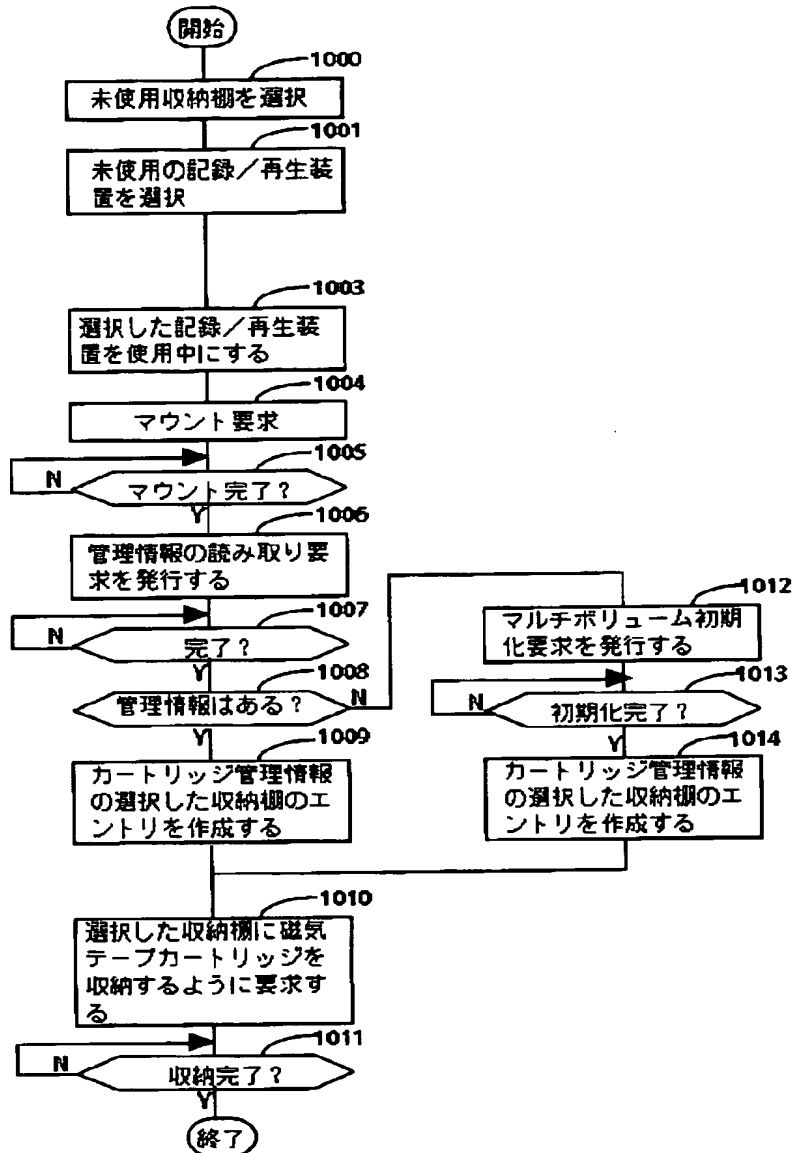 開始
1000
未使用収納棚を選択
1001
未使用の記録／再生装
置を選択
1003
選択した記録／再生装
置を使用中にする
1004
マウント要求
1005
N
マウント完了？
Y
1006
管理情報の読み取り要
求を発行する
1007
N
完了？
Y
1008
管理情報はある？
N
Y
1009
カートリッジ管理情報
の選択した収納棚のエ
ントリを作成する
1012
マルチボリューム初期
化要求を発行する
1013
N
初期化完了？
Y
1014
カートリッジ管理情報
の選択した収納棚のエ
ントリを作成する
1010
選択した収納棚に磁気
テープカートリッジを
収納するように要求す
る
1011
N
収納完了？
Y
終了